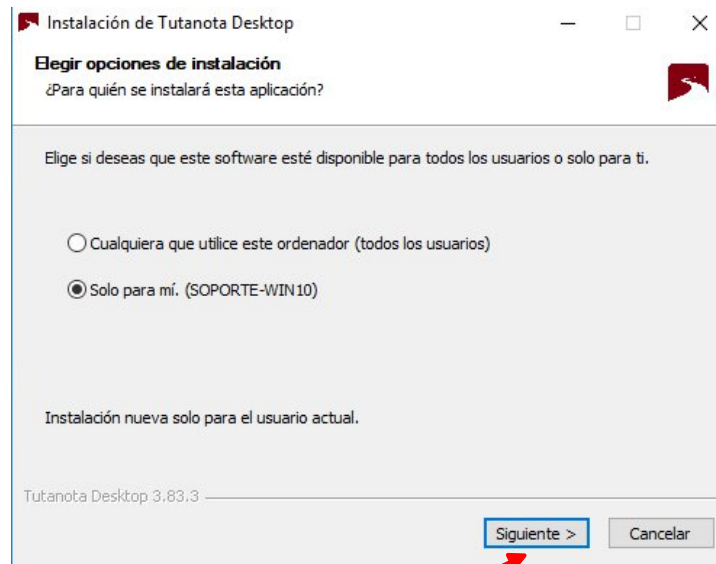 Instalación de Tutanota Desktop
Elegir opciones de instalación
¿Para quién se instalará esta aplicación?
Elige si deseas que este software esté disponible para todos los usuarios o solo para ti.
Cualquiera que utilice este ordenador (todos los usuarios)
Solo para mí. (SOPORTE-WIN10)
Instalación nueva solo para el usuario actual.
Tutanota Desktop 3.83.3
Siguiente > Cancelar